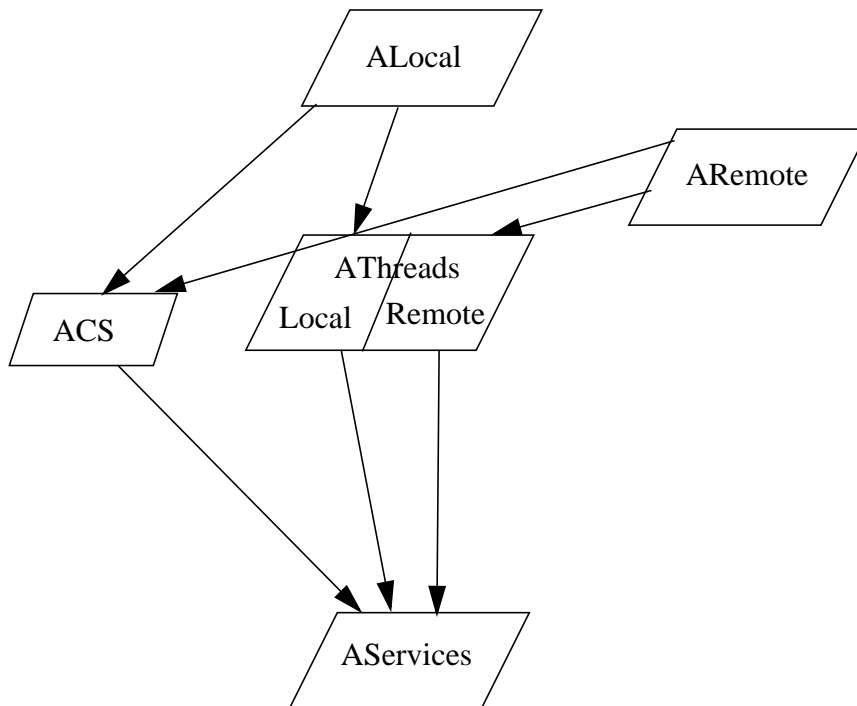 ALocal
ARemote
AThreads
Local
Remote
ACS
AServices